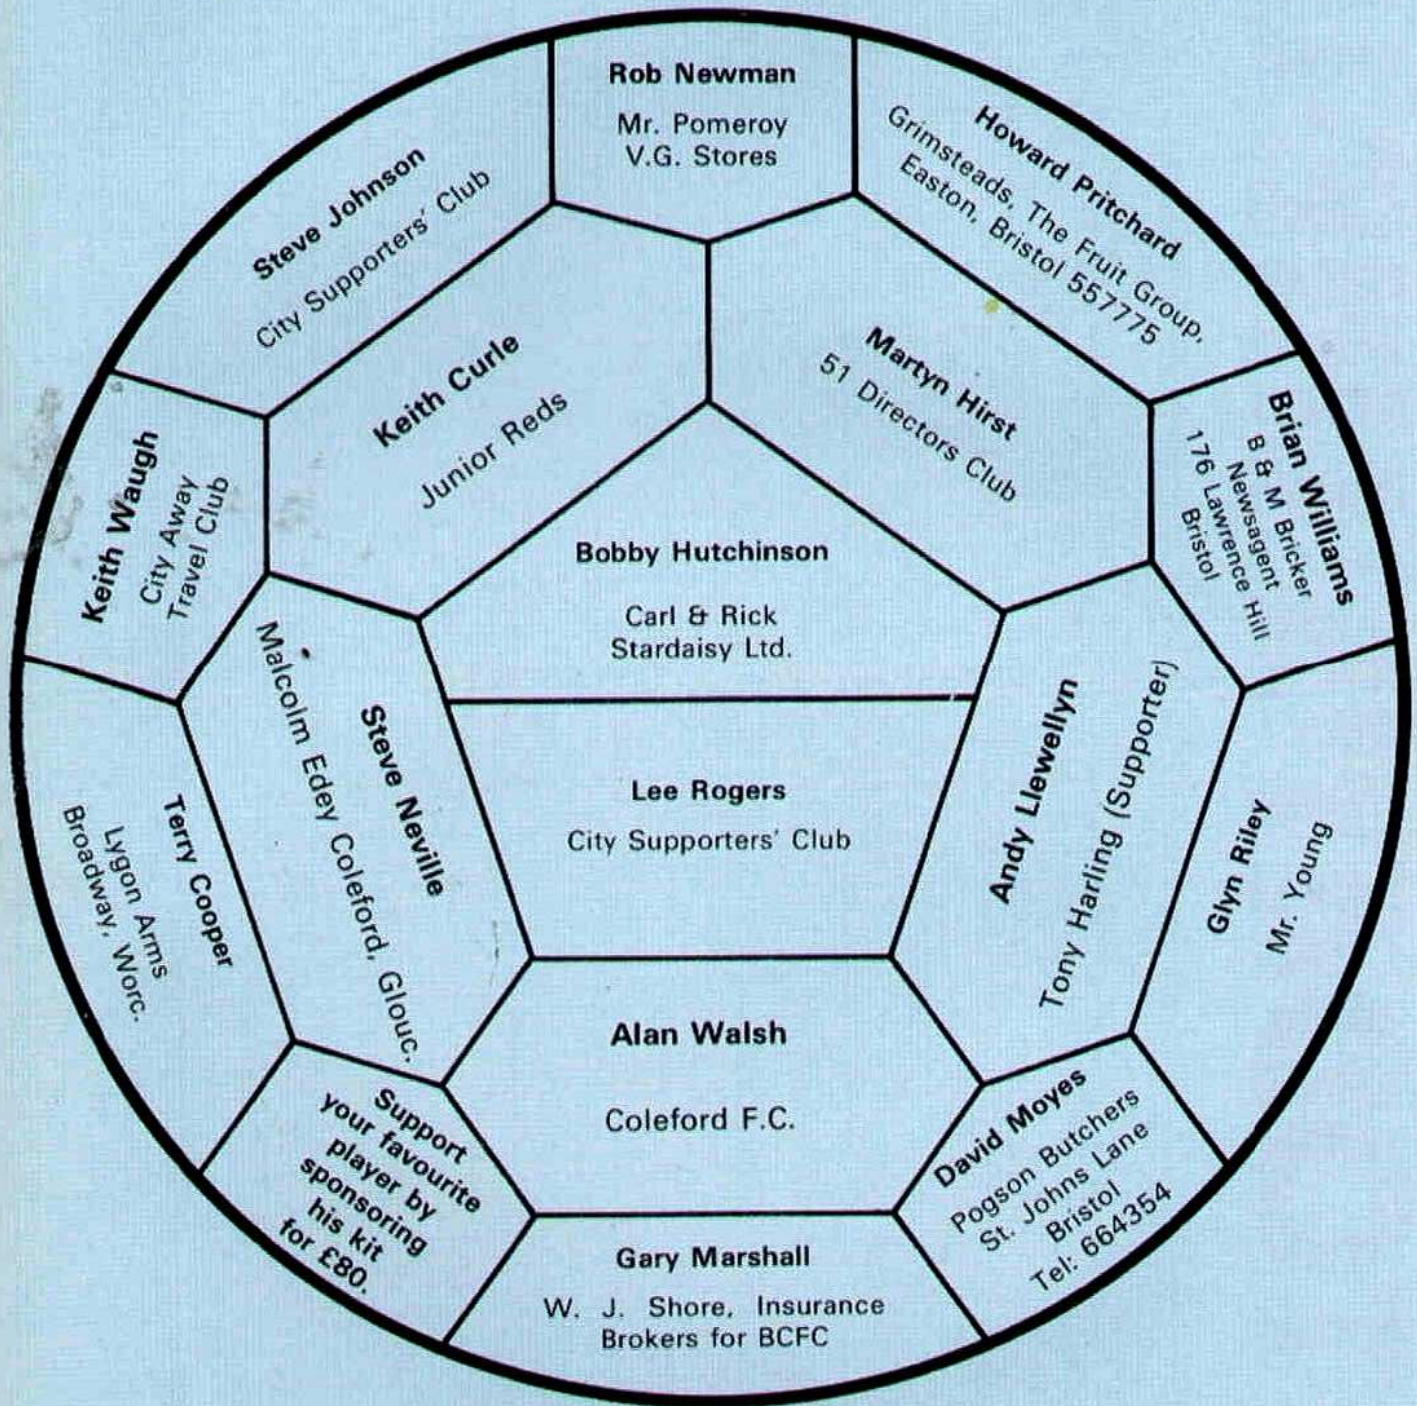 Rob Newman
Mr. Pomeroy
V.G. Stores
Steve Johnson
City Supporters' Club
Howard Pritchard
Grimsteads, The Fruit Group,
Easton, Bristol 557775
Keith Curle
Junior Reds
Martyn Hirst
51 Directors Club
Keith Waugh
City Away
Travel Club
Brian Williams
B & M Bricker
Newsagent
176 Lawrence Hill
Bristol
Bobby Hutchinson
Carl & Rick
Stardaisy Ltd.
Steve Neville
Malcolm Edey Coleford, Glouc.
Lee Rogers
City Supporters' Club
Andy Llewellyn
Tony Harling (Supporter)
Terry Cooper
Lygon Arms
Broadway, Worc.
Glyn Riley
Mr. Young
Alan Walsh
Coleford F.C.
Support
your favourite
player by
sponsoring
his kit
for £80.
Gary Marshall
W. J. Shore, Insurance
Brokers for BCFC
David Moyes
Pogson Butchers
St. Johns Lane
Bristol
Tel: 664354